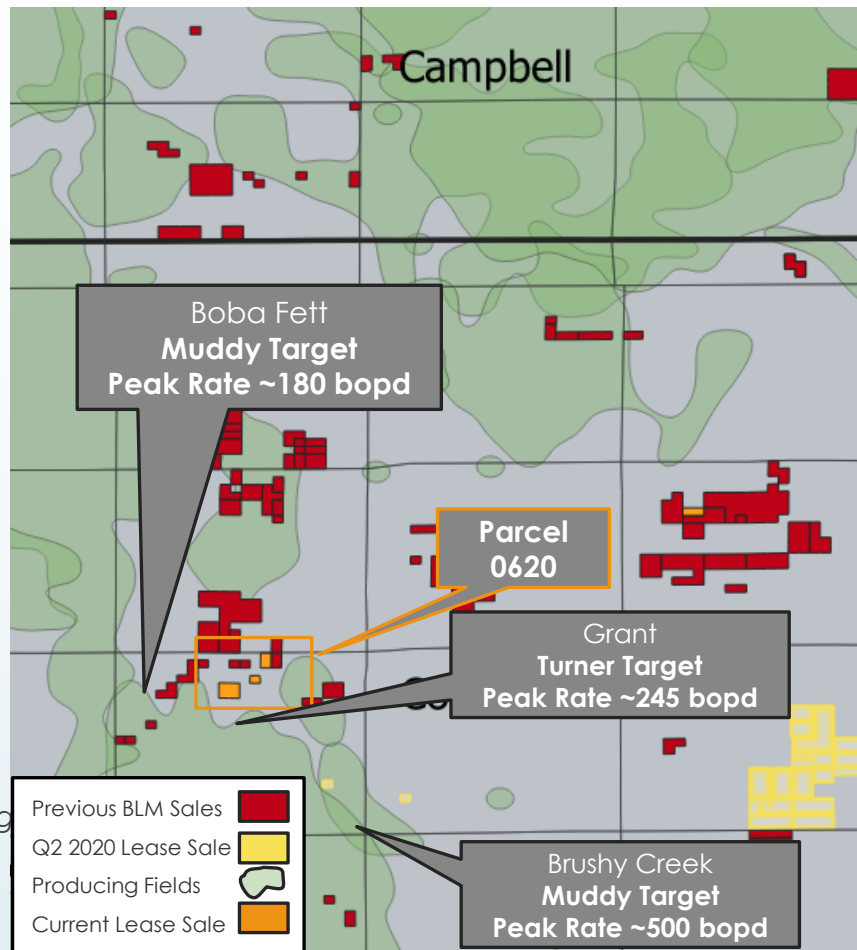 Campbell
Boba Fett
Muddy Target
Peak Rate ~180 bopd
Parcel
0620
Grant
Turner Target
Peak Rate ~245 bopd
Co
g
Previous BLM Sales
Q2 2020 Lease Sale
Producing Fields
Current Lease Sale
Brushy Creek
Muddy Target
Peak Rate ~500 bopd